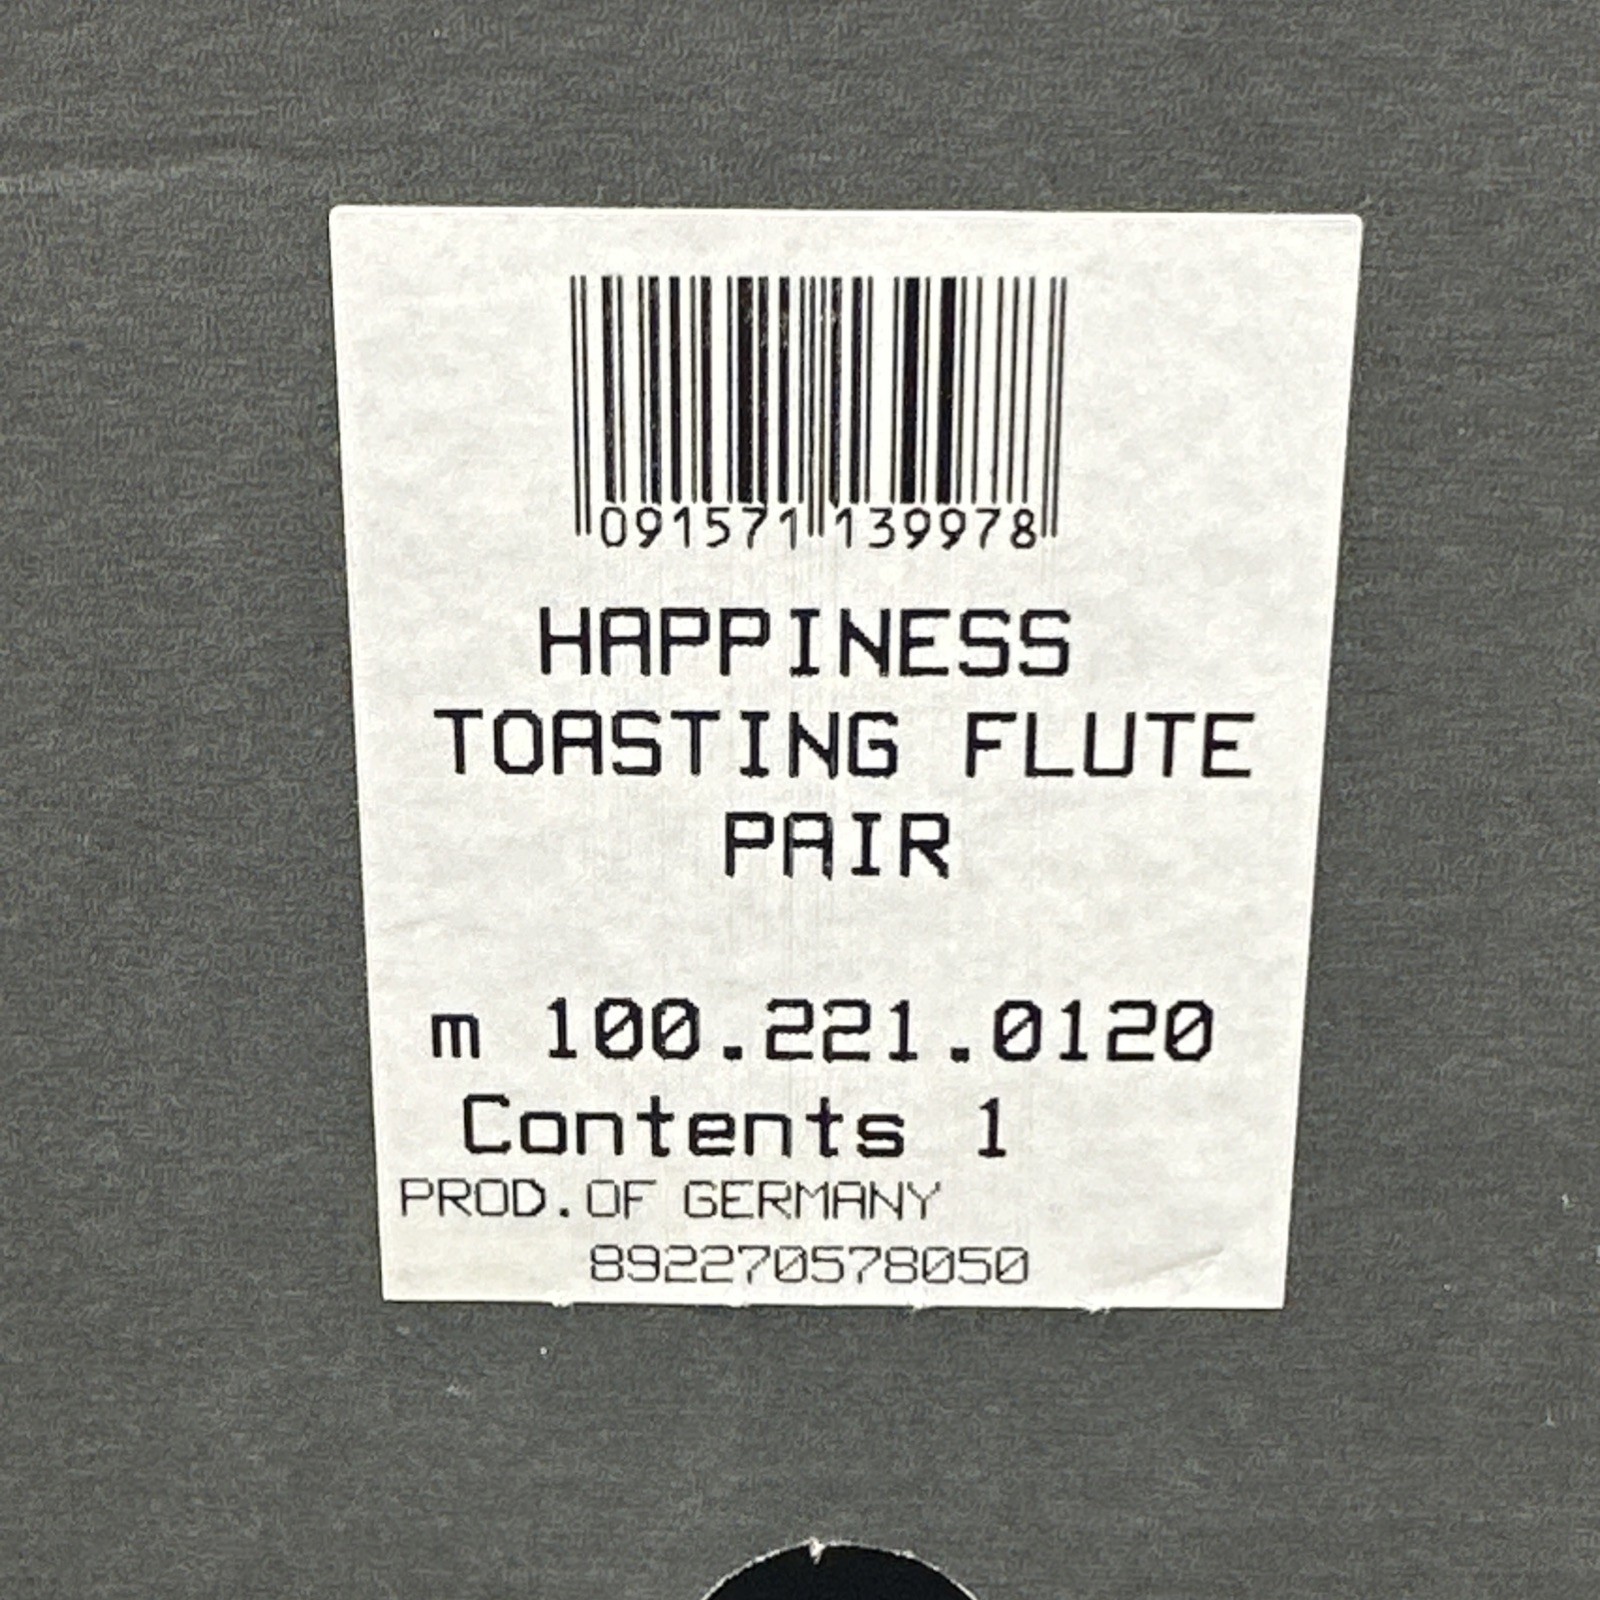 091571 139978
HAPPINESS
TOASTING FLUTE
PAIR
m 100.221.0120
Contents 1
PROD.OF GERMANY
892270578050